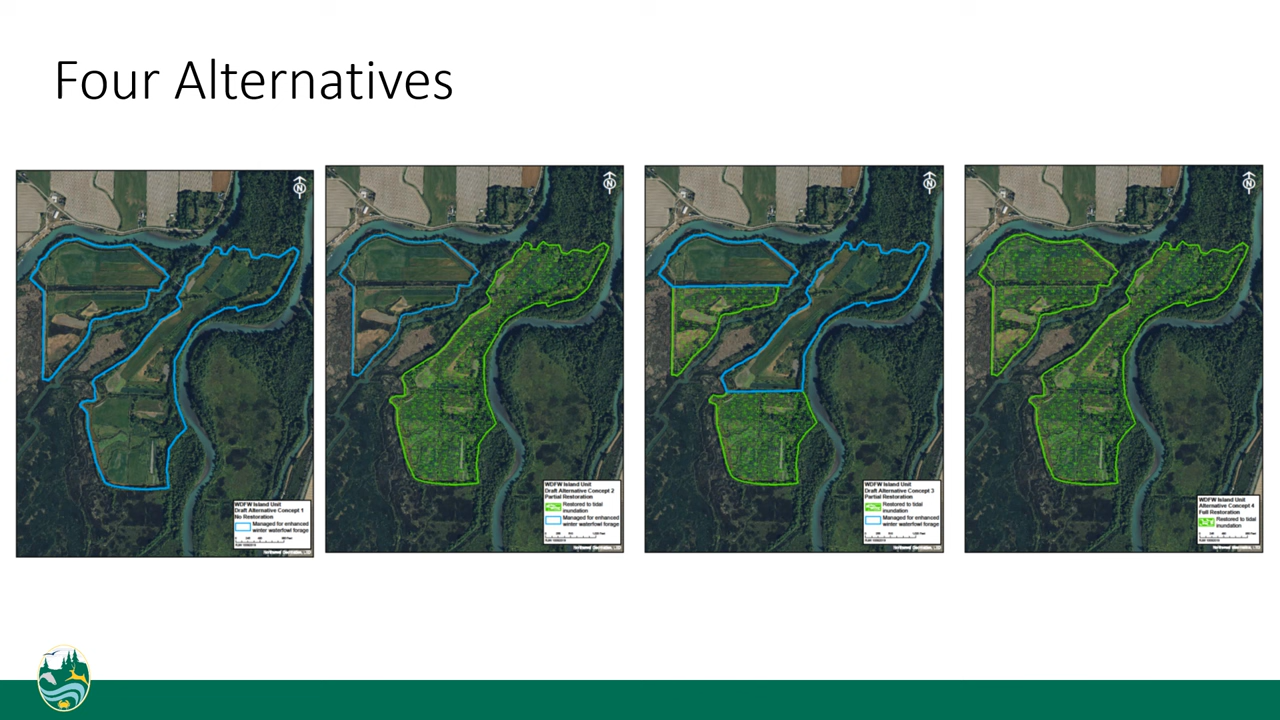 Four Alternatives
N
WDFW Island Unit
Draft Alternative Concept 1
No Restoration
Managed for enhanced
winter waterfowl forage
N
WDFW Island Unit
Draft Alternative Concept 2
Partial Restoration
Restored to tidal
inundation
Managed for enhanced
winter waterfowl forage
N
WDFW Island Unit
Draft Alternative Concept 3
Partial Restoration
Restored to tidal
inundation
Managed for enhanced
winter waterfowl forage
N
WDFW Island Unit
Alternative Concept 4
Full Restoration
Restored to tidal
inundation